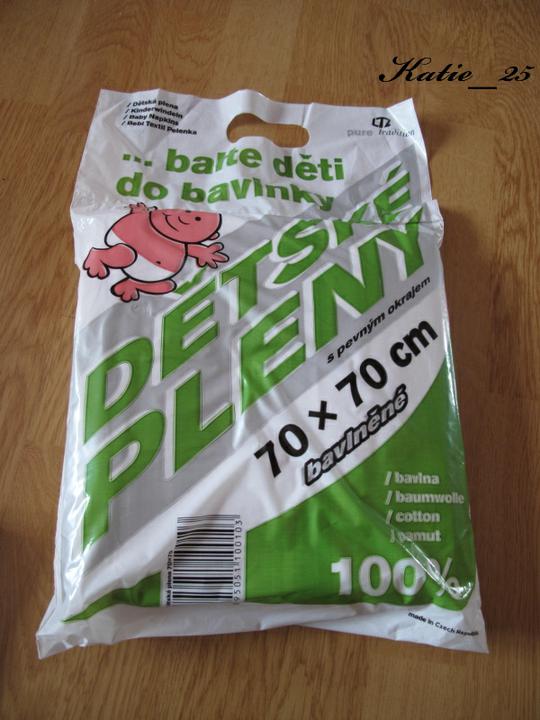 Katie_25
/ Dětská plena
/ Kinderwindeln
/ Baby Napkins
/ Bebi Textil Pelenka
pure tradition
... balte děti
do bavlnky
DĚTSKÉ
PLENY
s pevným okrajem
70 × 70 cm
bavlněné
/ bavlna
/ baumwolle
/ cotton
/ pamut
100%
made in Czech Republic